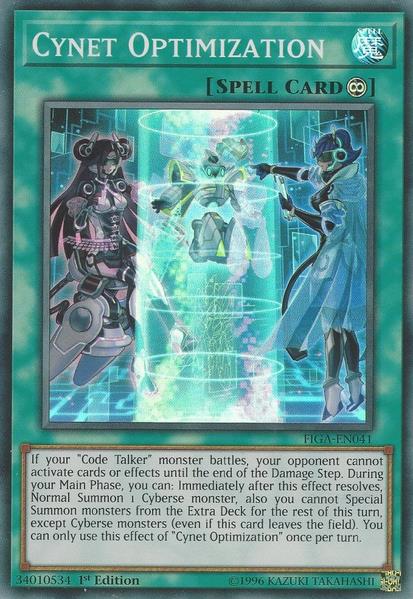 CYNET OPTIMIZATION
[SPELL CARD]
FIGA-EN041
If your "Code Talker" monster battles, your opponent cannot
activate cards or effects until the end of the Damage Step. During
your Main Phase, you can: Immediately after this effect resolves,
Normal Summon 1 Cyberse monster, also you cannot Special
Summon monsters from the Extra Deck for the rest of this turn,
except Cyberse monsters (even if this card leaves the field). You
can only use this effect of "Cynet Optimization" once per turn.
34010534 1st Edition ©1996 KAZUKI TAKAHASHI